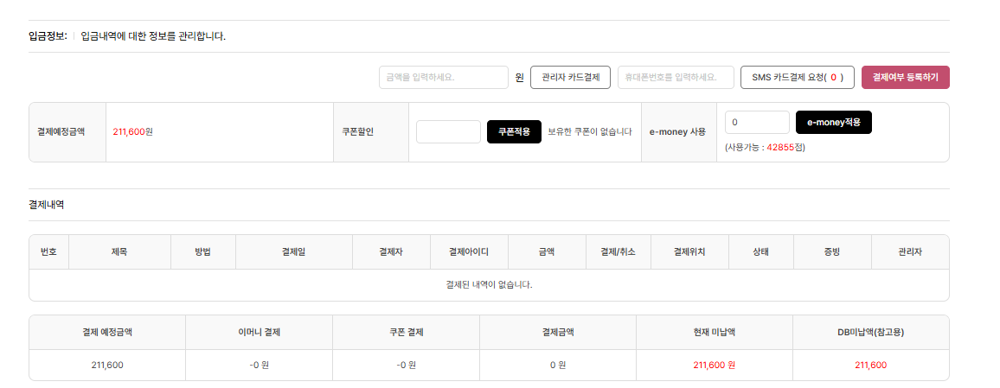 입금정보: 입금내역에 대한 정보를 관리합니다.
금액을 입력하세요. 원 관리자 카드결제 휴대폰번호를 입력하세요. SMS 카드결제 요청( 0 ) 결제여부 등록하기
결제예정금액 211,600원 쿠폰할인 쿠폰적용 보유한 쿠폰이 없습니다 e-money 사용 0 e-money적용
(사용가능 : 42855점)
결제내역
번호 제목 방법 결제일 결제자 결제아이디 금액 결제/취소 결제위치 상태 증빙 관리자
결제된 내역이 없습니다.
결제 예정금액 이머니 결제 쿠폰 결제 결제금액 현재 미납액 DB미납액(참고용)
211,600 -0 원 -0 원 0 원 211,600 원 211,600